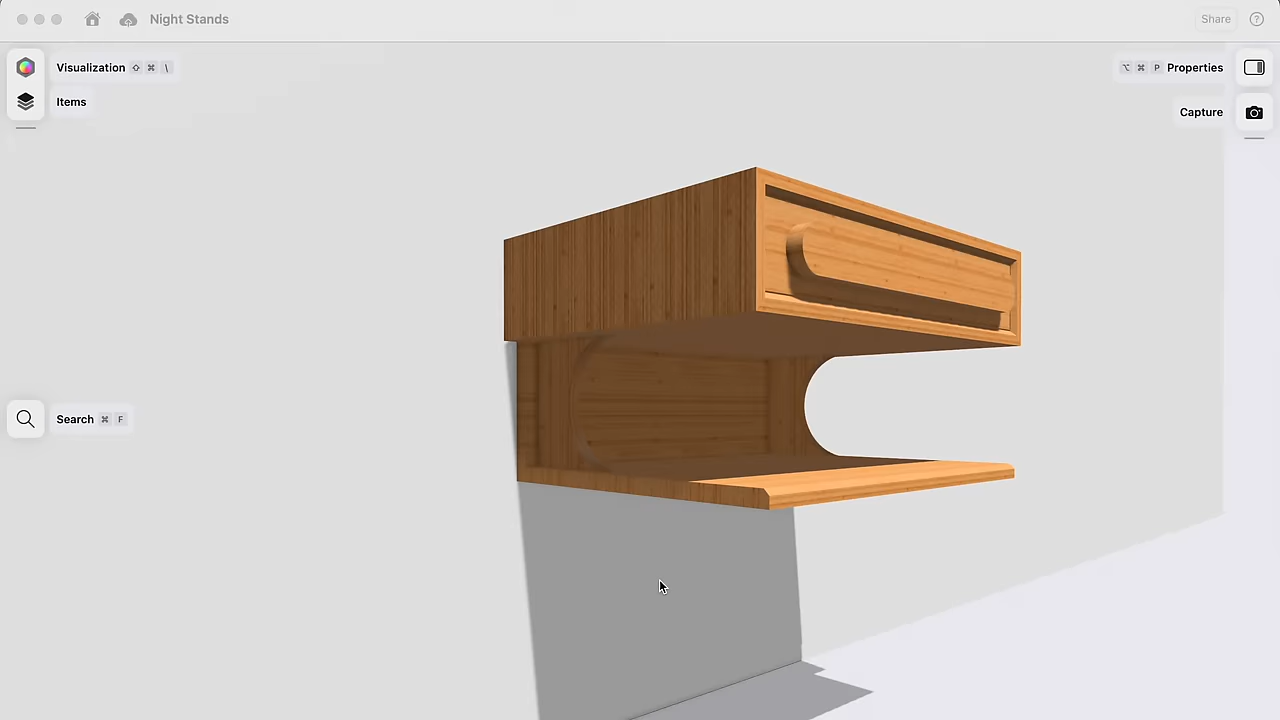 Night Stands
Share
?
Visualization ⇧ ⌘ \
⌥ ⌘ P Properties
Items
Capture
Search ⌘ F